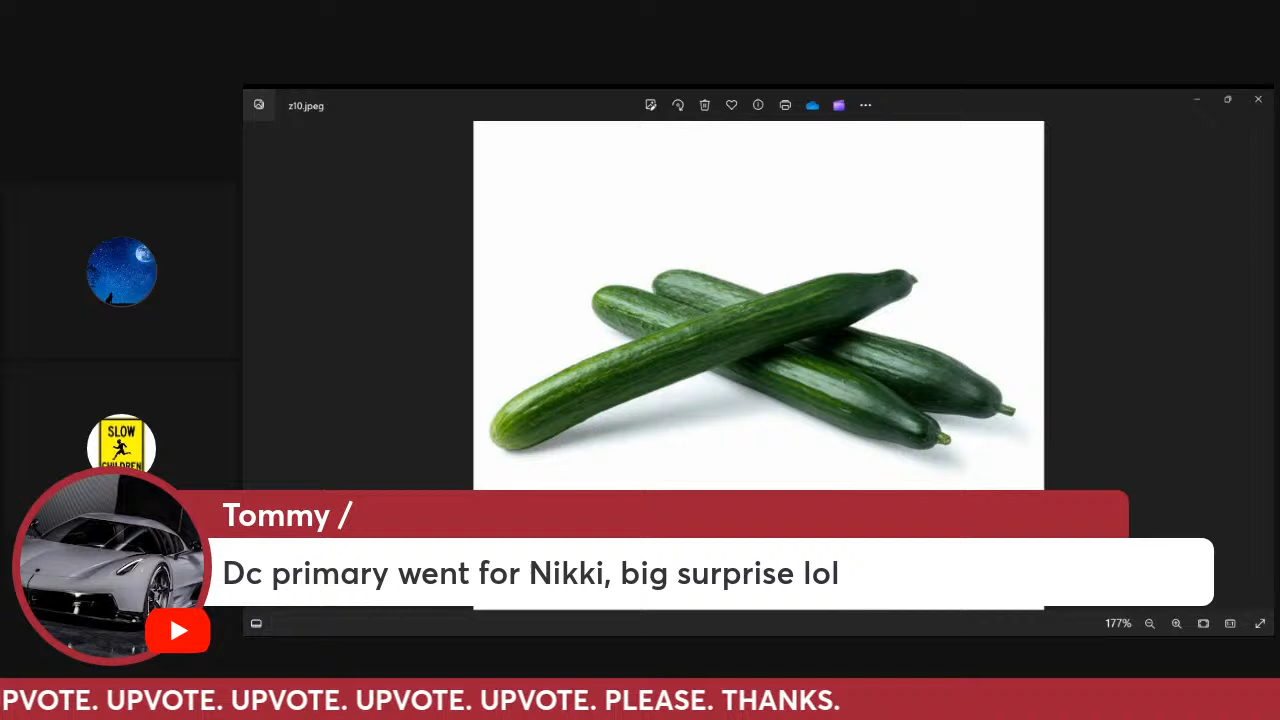 z10.jpeg
SLOW
CHILDREN
Tommy /
Dc primary went for Nikki, big surprise lol
177%
PVOTE. UPVOTE. UPVOTE. UPVOTE. UPVOTE. PLEASE. THANKS.